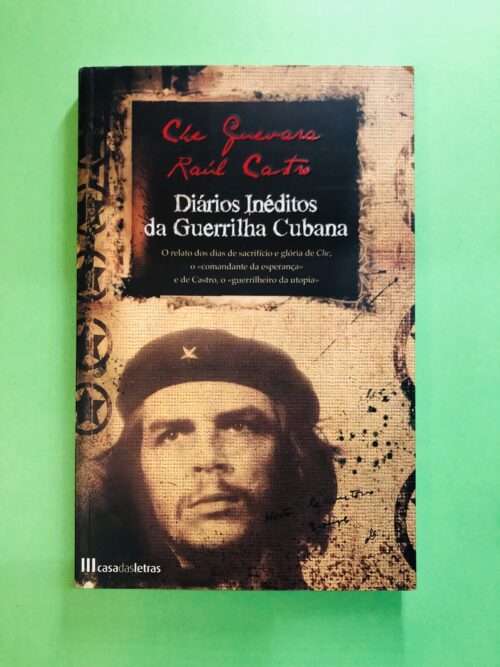 Che Guevara
Raúl Castro
Diários Inéditos
da Guerrilha Cubana
O relato dos dias de sacrifício e glória de Che,
o «comandante da esperança»
e de Castro, o «guerrilheiro da utopia»
casadasletras